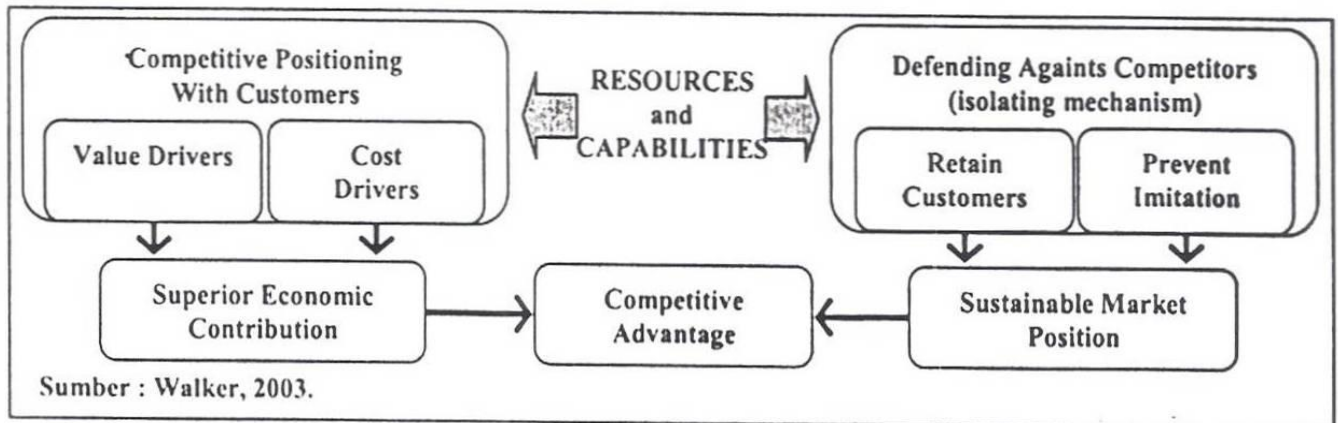 Competitive Positioning
With Customers
Value Drivers
Cost
Drivers
RESOURCES
and
CAPABILITIES
Defending Againts Competitors
(isolating mechanism)
Retain
Customers
Prevent
Imitation
Superior Economic
Contribution
Competitive
Advantage
Sustainable Market
Position
Sumber : Walker, 2003.